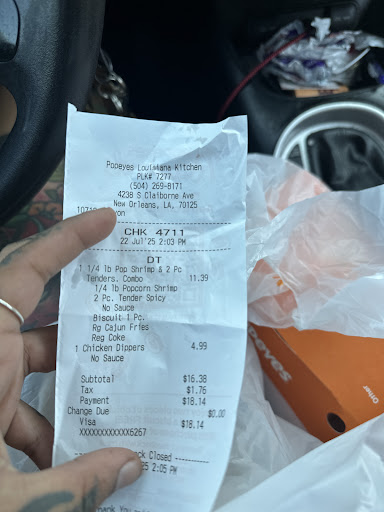 Popeyes Louisiana Kitchen
PLK# 7277
(504) 269-8171
4238 S Claiborne Ave
New Orleans, LA, 70125
CHK 4711
22 Jul'25 2:03 PM
DT
1 1/4 lb Pop Shrimp & 2 Pc
Tenders. Combo 11.39
1/4 lb Popcorn Shrimp
2 Pc. Tender Spicy
No Sauce
Biscuit 1 Pc.
Rg Cajun Fries
Reg Coke
1 Chicken Dippers 4.99
No Sauce
Subtotal $16.38
Tax $1.76
Payment $18.14
Change Due $0.00
Visa $18.14
XXXXXXXXXXXX6267
Closed
25 2:05 PM
Other